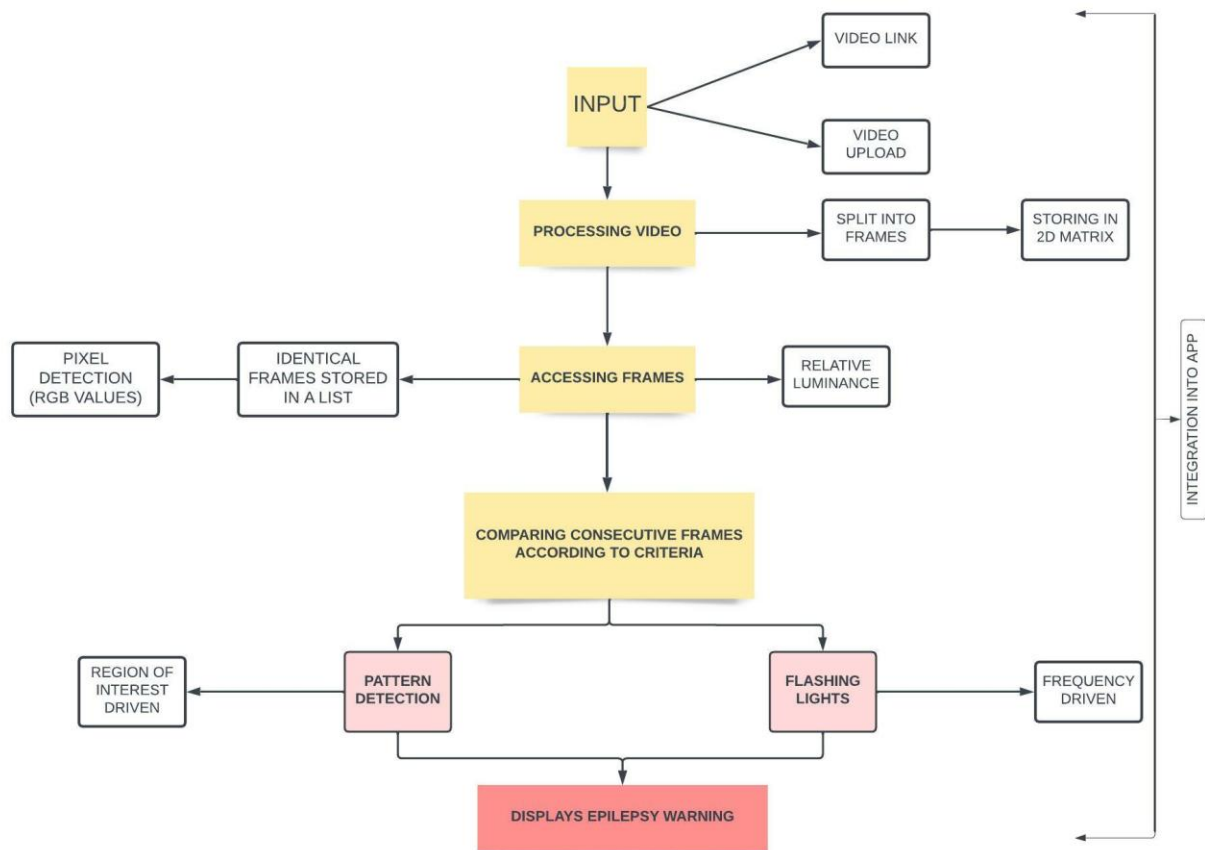 VIDEO LINK
INPUT
VIDEO
UPLOAD
PROCESSING VIDEO
SPLIT INTO
FRAMES
STORING IN
2D MATRIX
PIXEL
DETECTION
(RGB VALUES)
IDENTICAL
FRAMES STORED
IN A LIST
ACCESSING FRAMES
RELATIVE
LUMINANCE
INTEGRATION INTO APP
COMPARING CONSECUTIVE FRAMES
ACCORDING TO CRITERIA
REGION OF
INTEREST
DRIVEN
PATTERN
DETECTION
FLASHING
LIGHTS
FREQUENCY
DRIVEN
DISPLAYS EPILEPSY WARNING